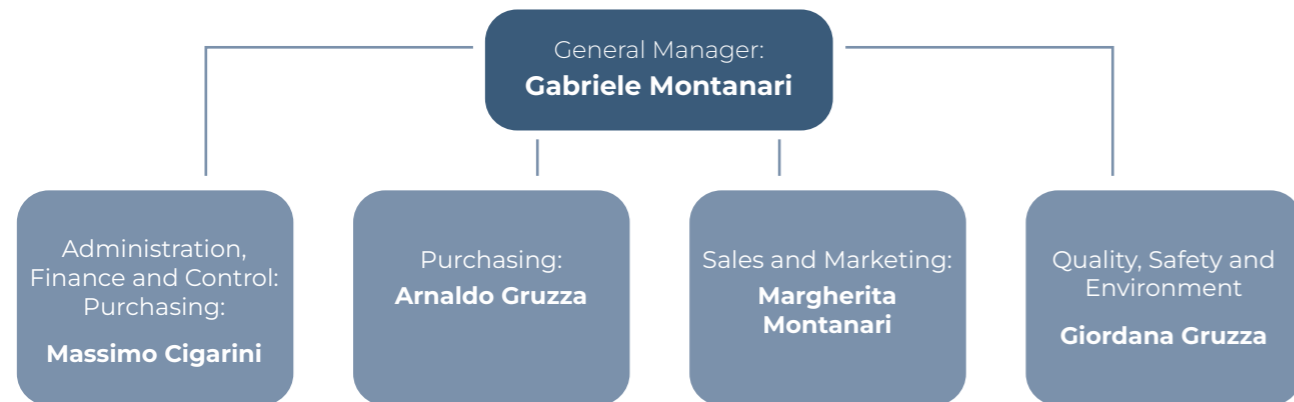 General Manager:
Gabriele Montanari
Administration,
Finance and Control:
Purchasing:
Massimo Cigarini
Purchasing:
Arnaldo Gruzza
Sales and Marketing:
Margherita
Montanari
Quality, Safety and
Environment
Giordana Gruzza